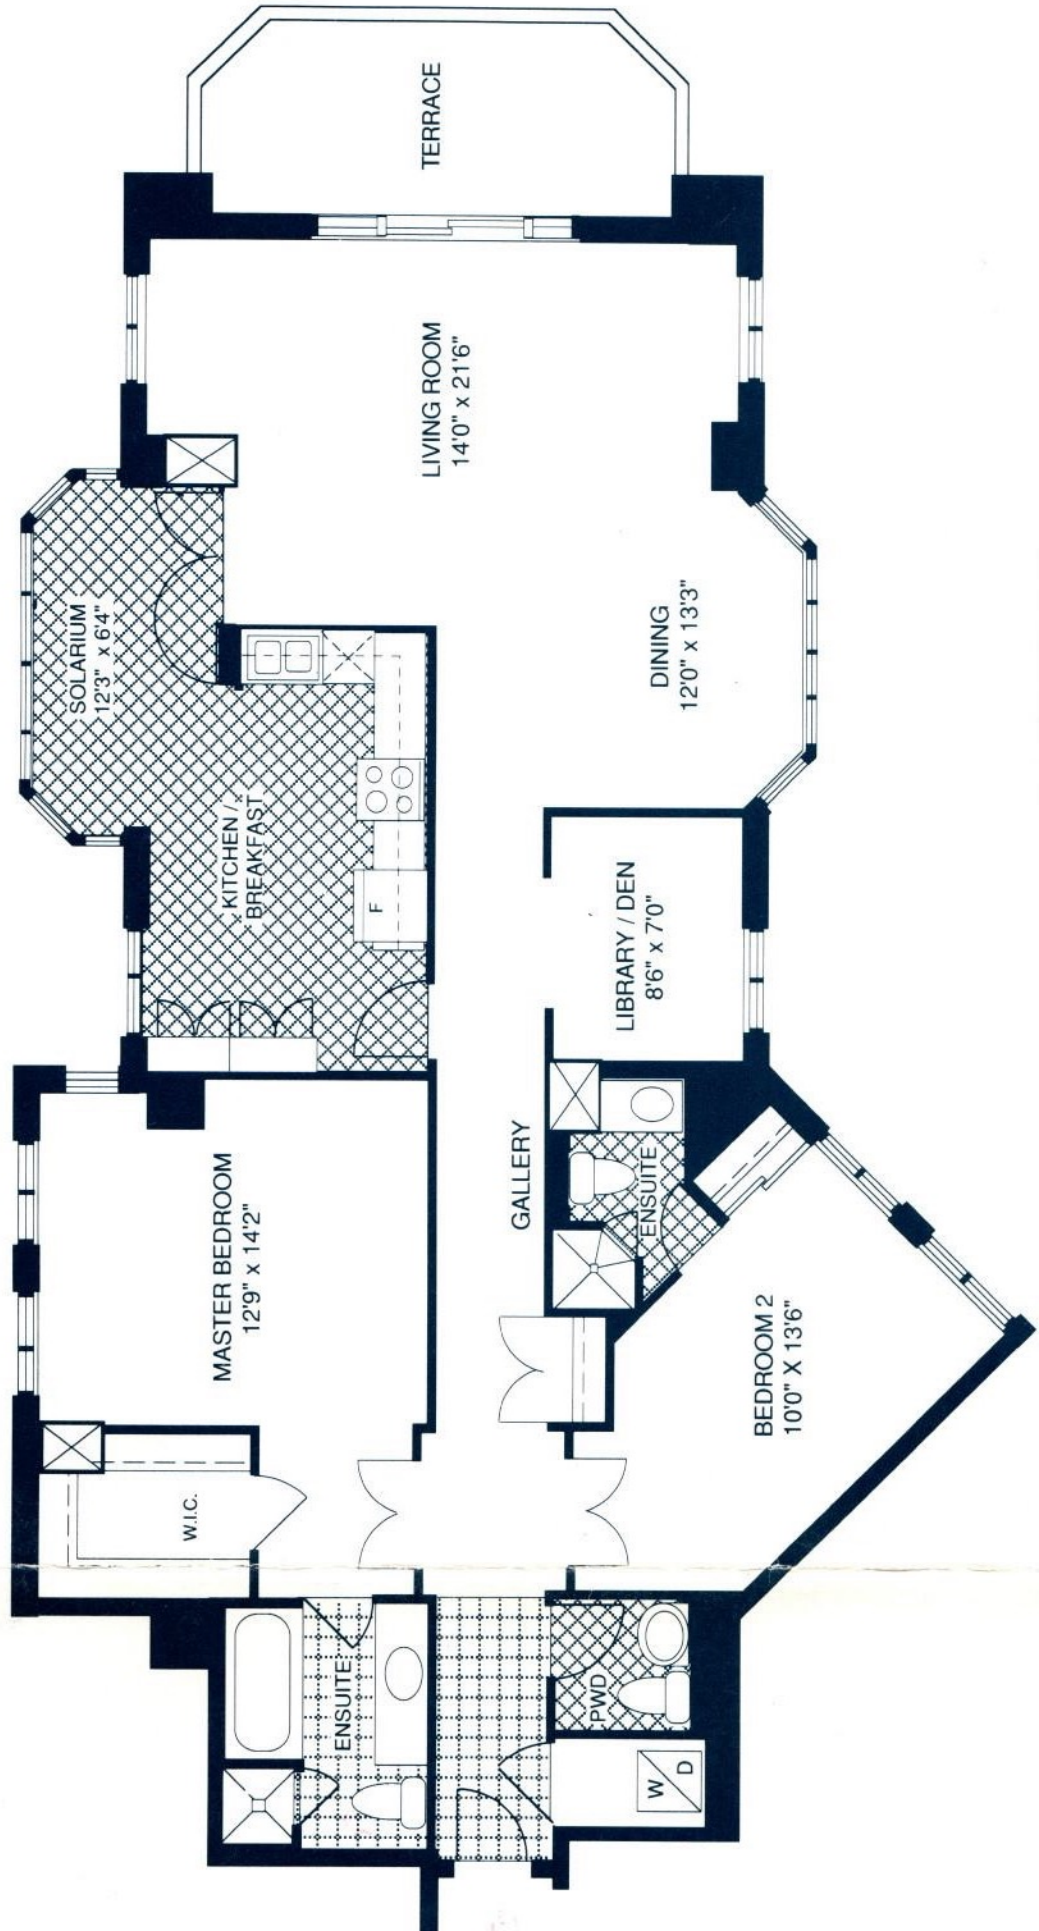 TERRACE
LIVING ROOM
14'0" x 21'6"
SOLARIUM
12'3" x 6'4"
DINING
12'0" x 13'3"
KITCHEN /
BREAKFAST
F
LIBRARY / DEN
8'6" x 7'0"
MASTER BEDROOM
12'9" x 14'2"
GALLERY
ENSUITE
BEDROOM 2
10'0" X 13'6"
W.I.C.
ENSUITE
PWD
W
D